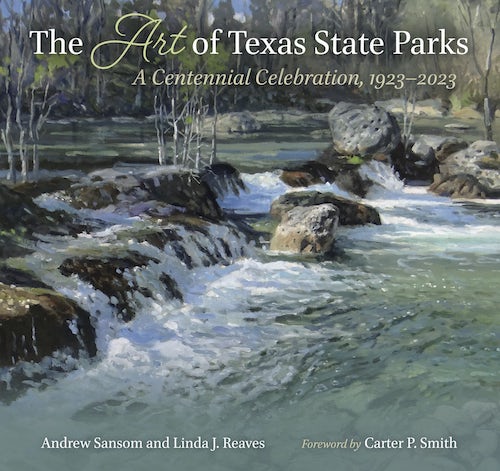 The Art of Texas State Parks
A Centennial Celebration, 1923–2023
Andrew Sansom and Linda J. Reaves Foreword by Carter P. Smith